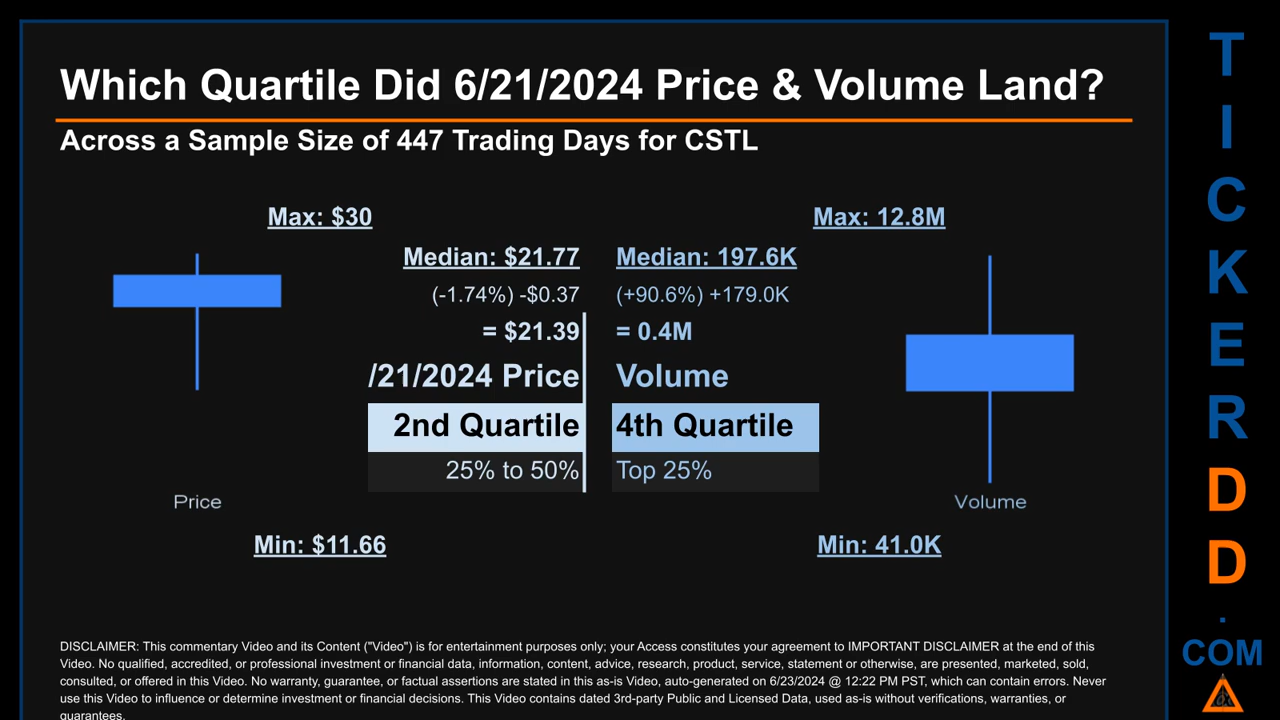 Which Quartile Did 6/21/2024 Price & Volume Land?
Across a Sample Size of 447 Trading Days for CSTL
Max: $30
Median: $21.77
(-1.74%) -$0.37
= $21.39
/21/2024 Price
2nd Quartile
25% to 50%
Price
Min: $11.66
Max: 12.8M
Median: 197.6K
(+90.6%) +179.0K
= 0.4M
Volume
4th Quartile
Top 25%
Volume
Min: 41.0K
DISCLAIMER: This commentary Video and its Content ("Video") is for entertainment purposes only; your Access constitutes your agreement to IMPORTANT DISCLAIMER at the end of this
Video. No qualified, accredited, or professional investment or financial data, information, content, advice, research, product, service, statement or otherwise, are presented, marketed, sold,
consulted, or offered in this Video. No warranty, guarantee, or factual assertions are stated in this as-is Video, auto-generated on 6/23/2024 @ 12:22 PM PST, which can contain errors. Never
use this Video to influence or determine investment or financial decisions. This Video contains dated 3rd-party Public and Licensed Data, used as-is without verifications, warranties, or
guarantees.
T
I
C
K
E
R
D
D
.
COM